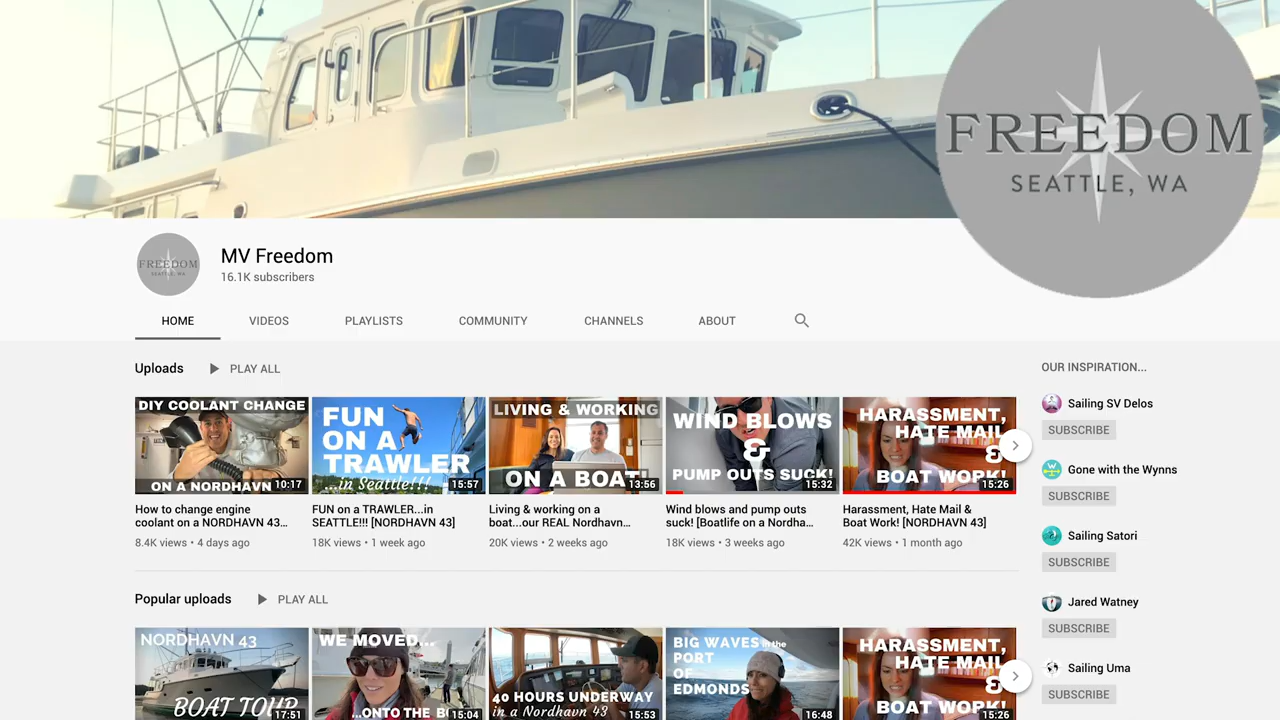 FREEDOM
SEATTLE, WA
FREEDOM
SEATTLE, WA
MV Freedom
16.1K subscribers
HOME VIDEOS PLAYLISTS COMMUNITY CHANNELS ABOUT
Uploads PLAY ALL
DIY COOLANT CHANGE
ON A NORDHAVN
10:17
FUN
ON A
TRAWLER
...in Seattle!!!
15:57
LIVING & WORKING
ON A BOAT!
13:56
WIND BLOWS
&
PUMP OUTS SUCK!
15:32
HARASSMENT,
HATE MAIL
&
BOAT WORK!
15:26
How to change engine
coolant on a NORDHAVN 43...
8.4K views • 4 days ago
FUN on a TRAWLER...in
SEATTLE!!! [NORDHAVN 43]
18K views • 1 week ago
Living & working on a
boat...our REAL Nordhavn...
20K views • 2 weeks ago
Wind blows and pump outs
suck! [Boatlife on a Nordha...
18K views • 3 weeks ago
Harassment, Hate Mail &
Boat Work! [NORDHAVN 43]
42K views • 1 month ago
Popular uploads PLAY ALL
NORDHAVN 43
BOAT TOUR
17:51
WE MOVED...
...ONTO THE
15:04
40 HOURS UNDERWAY
in a Nordhavn 43
15:53
BIG WAVES in the
PORT
OF
EDMONDS
16:48
HARASSMENT,
HATE MAIL
&
BOAT WORK!
15:26
OUR INSPIRATION...
Sailing SV Delos
SUBSCRIBE
Gone with the Wynns
SUBSCRIBE
Sailing Satori
SUBSCRIBE
Jared Watney
SUBSCRIBE
Sailing Uma
SUBSCRIBE